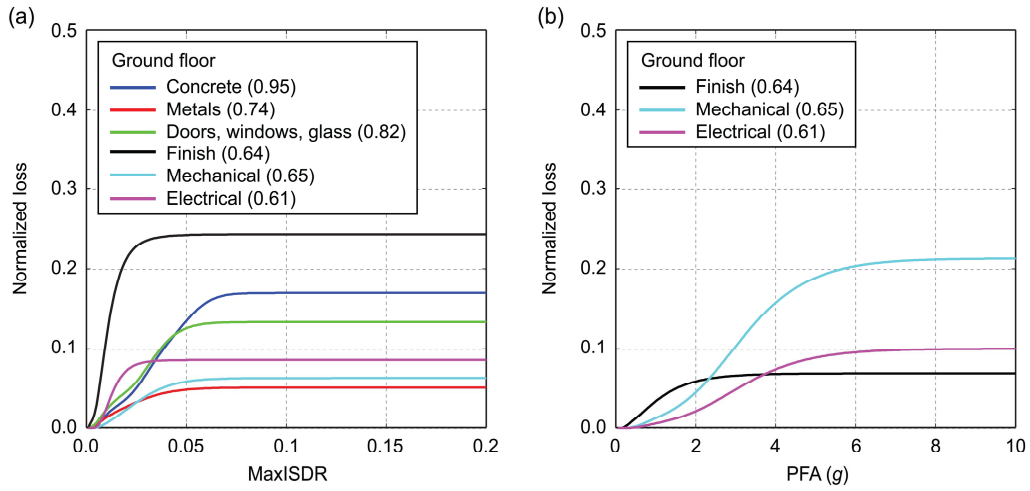 (a)
0.5
0.4
0.3
0.2
0.1
0.0
Normalized loss
Ground floor
Concrete (0.95)
Metals (0.74)
Doors, windows, glass (0.82)
Finish (0.64)
Mechanical (0.65)
Electrical (0.61)
0.0 0.05 0.1 0.15 0.2
MaxISDR
(b)
0.5
0.4
0.3
0.2
0.1
0.0
Normalized loss
Ground floor
Finish (0.64)
Mechanical (0.65)
Electrical (0.61)
0 2 4 6 8 10
PFA (g)